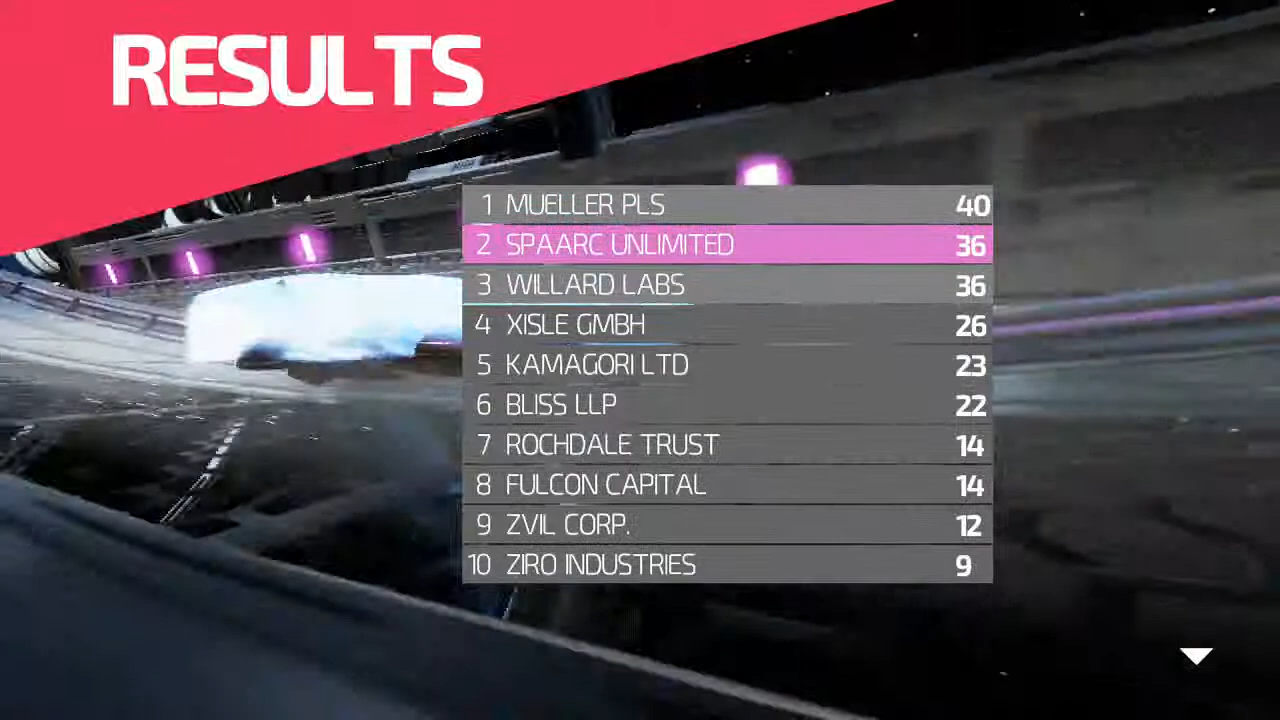 RESULTS
1 MUELLER PLS 40
2 SPAARC UNLIMITED 36
3 WILLARD LABS 36
4 XISLE GMBH 26
5 KAMAGORI LTD 23
6 BLISS LLP 22
7 ROCHDALE TRUST 14
8 FULCON CAPITAL 14
9 ZVIL CORP. 12
10 ZIRO INDUSTRIES 9